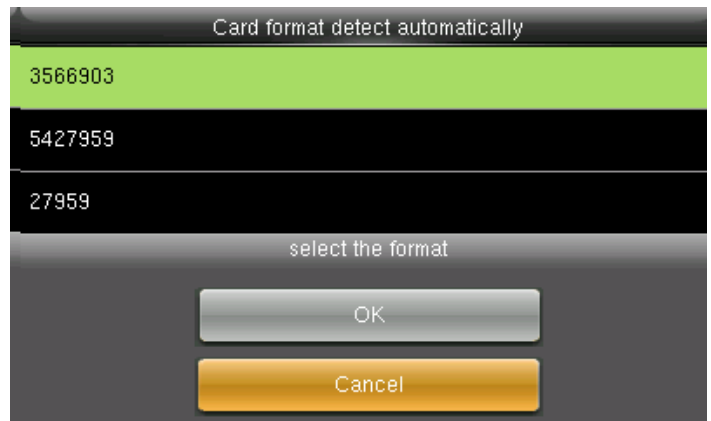 Card format detect automatically
3566903
5427959
27959
select the format
OK
Cancel